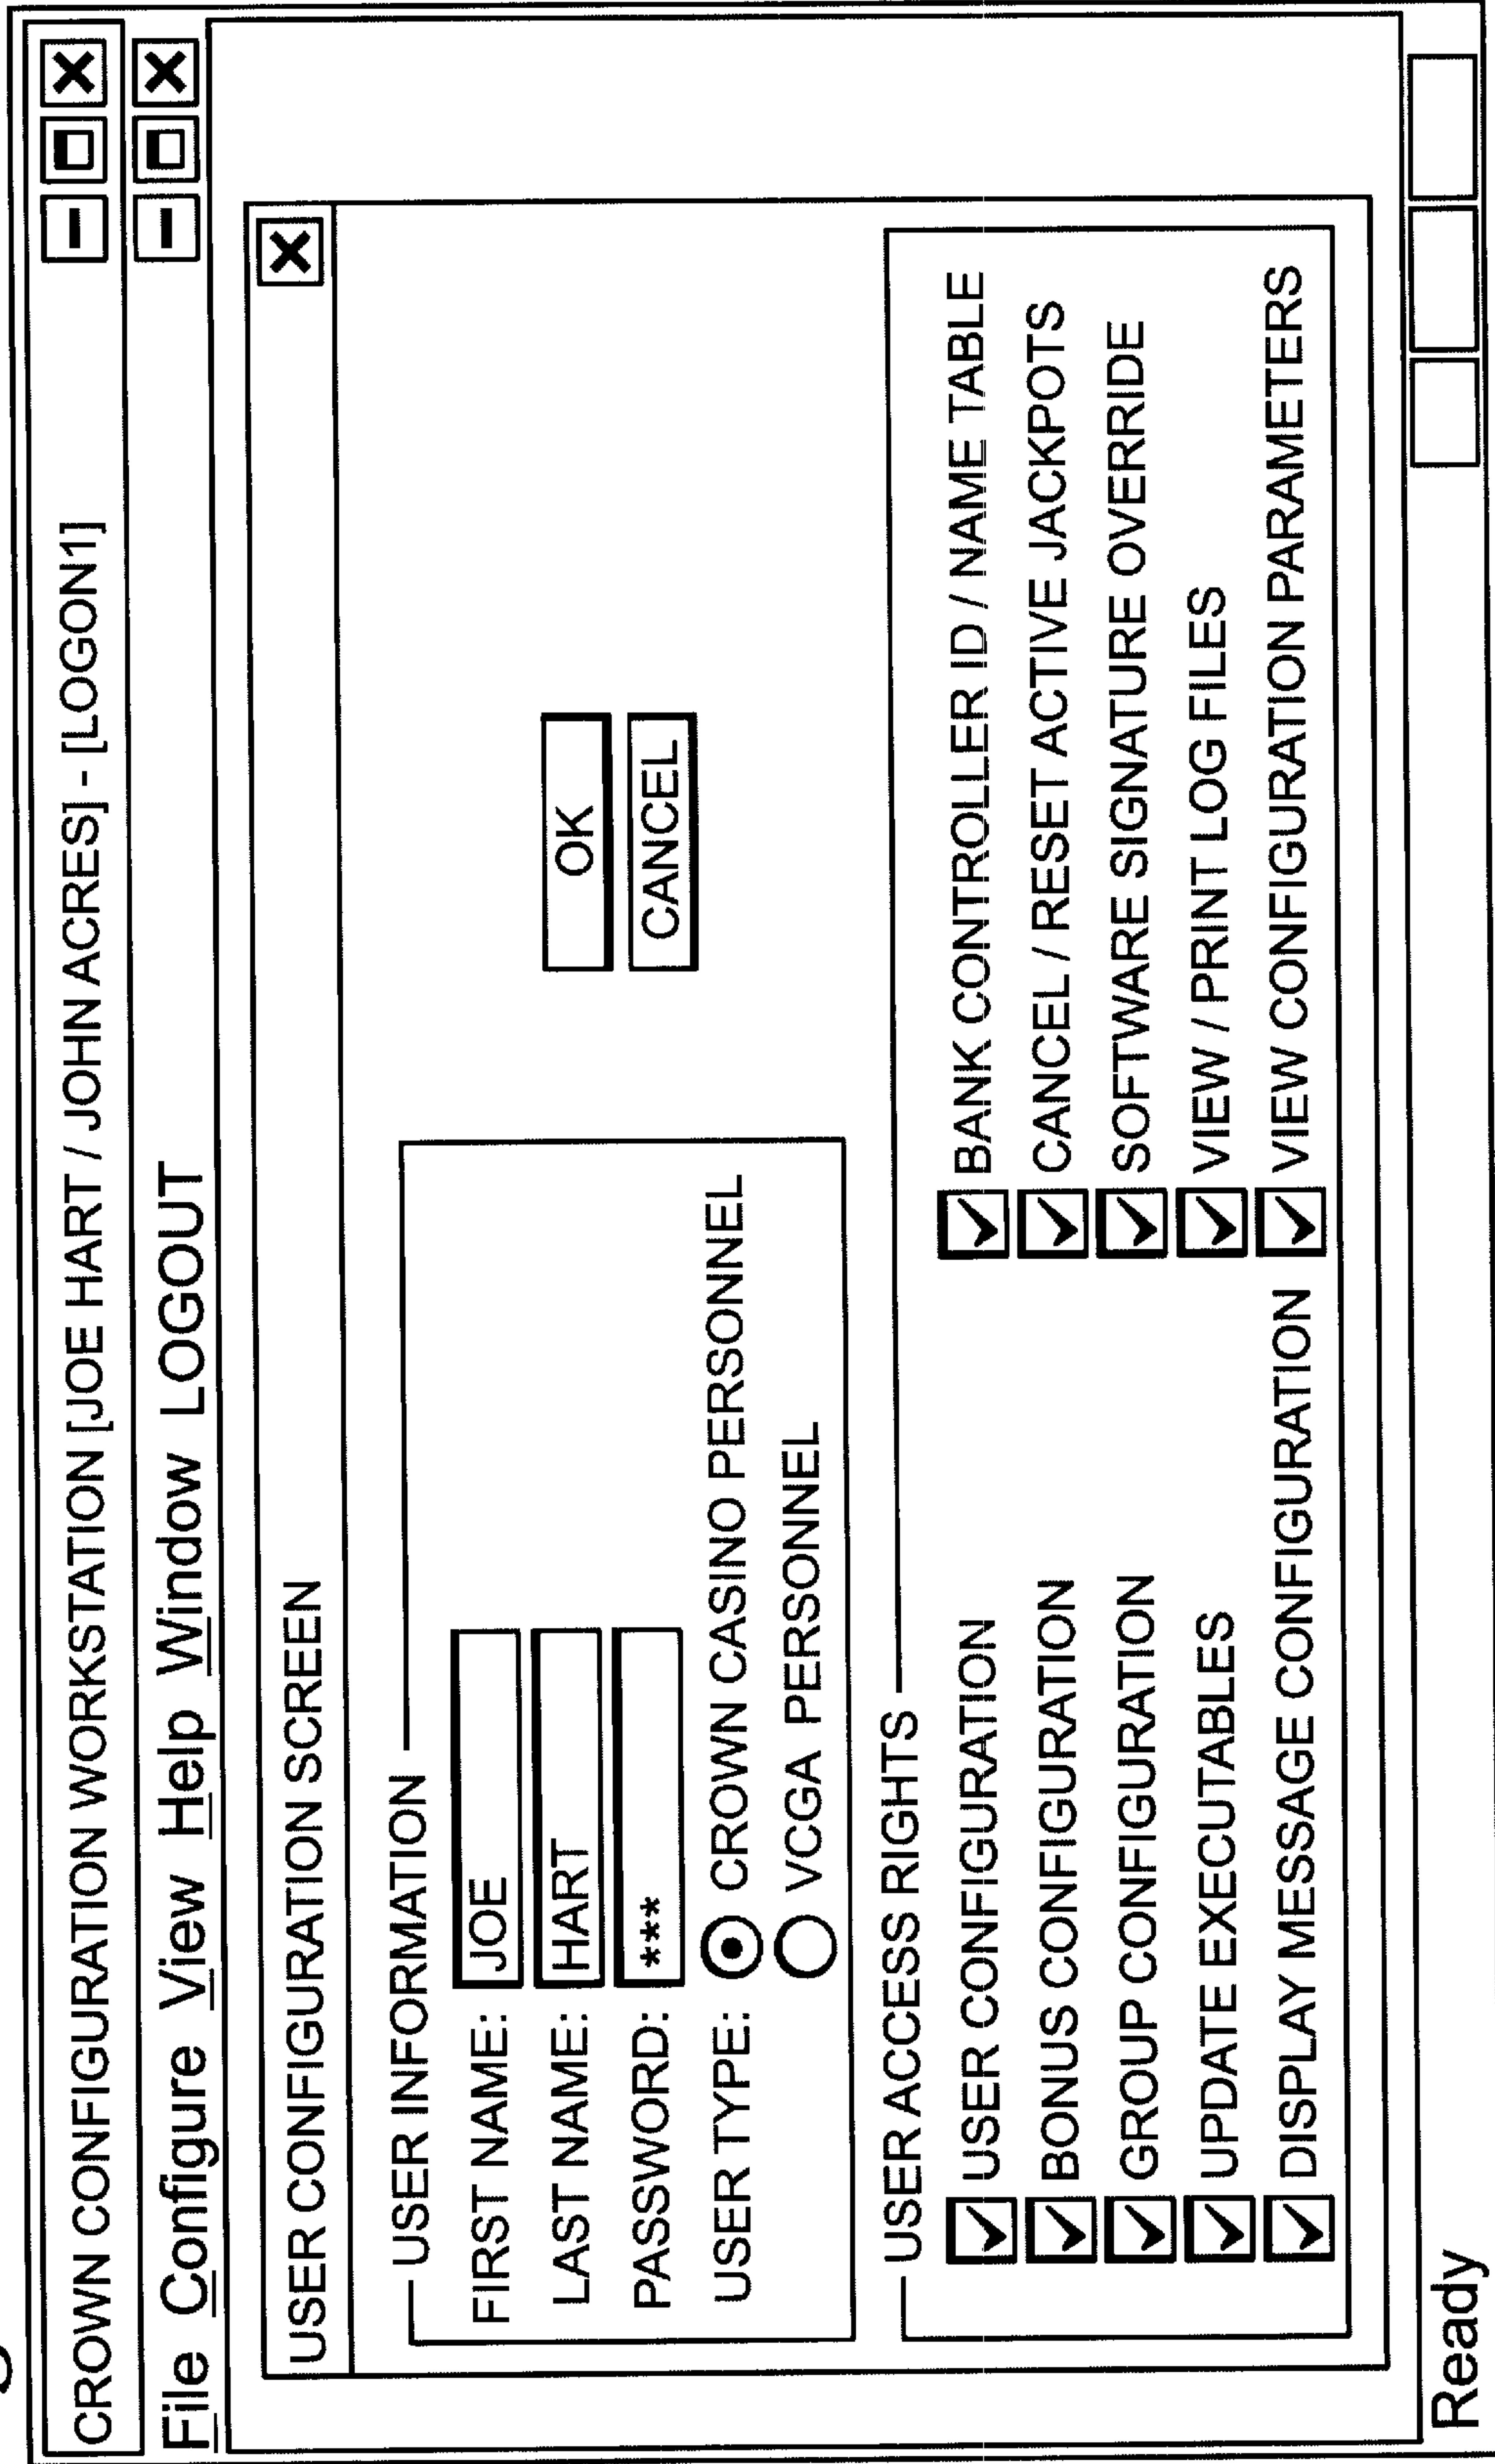 CROWN CONFIGURATION WORKSTATION [JOE HART / JOHN ACRES] - [LOGON1]
File Configure View Help Window LOGOUT
USER CONFIGURATION SCREEN
USER INFORMATION
FIRST NAME: JOE
LAST NAME: HART
PASSWORD: ***
USER TYPE: CROWN CASINO PERSONNEL
VCGA PERSONNEL
OK
CANCEL
USER ACCESS RIGHTS
USER CONFIGURATION
BONUS CONFIGURATION
GROUP CONFIGURATION
UPDATE EXECUTABLES
DISPLAY MESSAGE CONFIGURATION
BANK CONTROLLER ID / NAME TABLE
CANCEL / RESET ACTIVE JACKPOTS
SOFTWARE SIGNATURE OVERRIDE
VIEW / PRINT LOG FILES
VIEW CONFIGURATION PARAMETERS
Ready